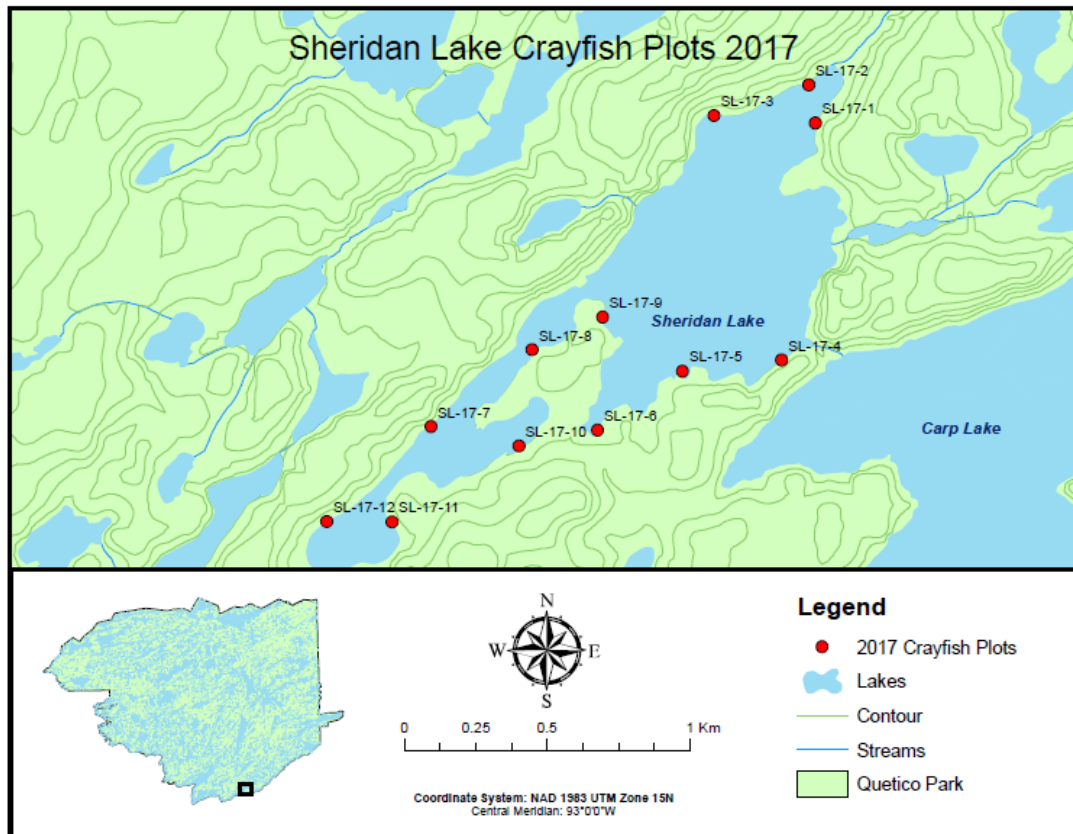 Sheridan Lake Crayfish Plots 2017
SL-17-2
SL-17-3
SL-17-1
SL-17-9
Sheridan Lake
SL-17-8
SL-17-4
SL-17-5
SL-17-7
SL-17-6
SL-17-10
Carp Lake
SL-17-12
SL-17-11
N
W E
S
0 0.25 0.5 1 Km
Coordinate System: NAD 1983 UTM Zone 15N
Central Meridian: 93°0'0"W
Legend
2017 Crayfish Plots
Lakes
Contour
Streams
Quetico Park